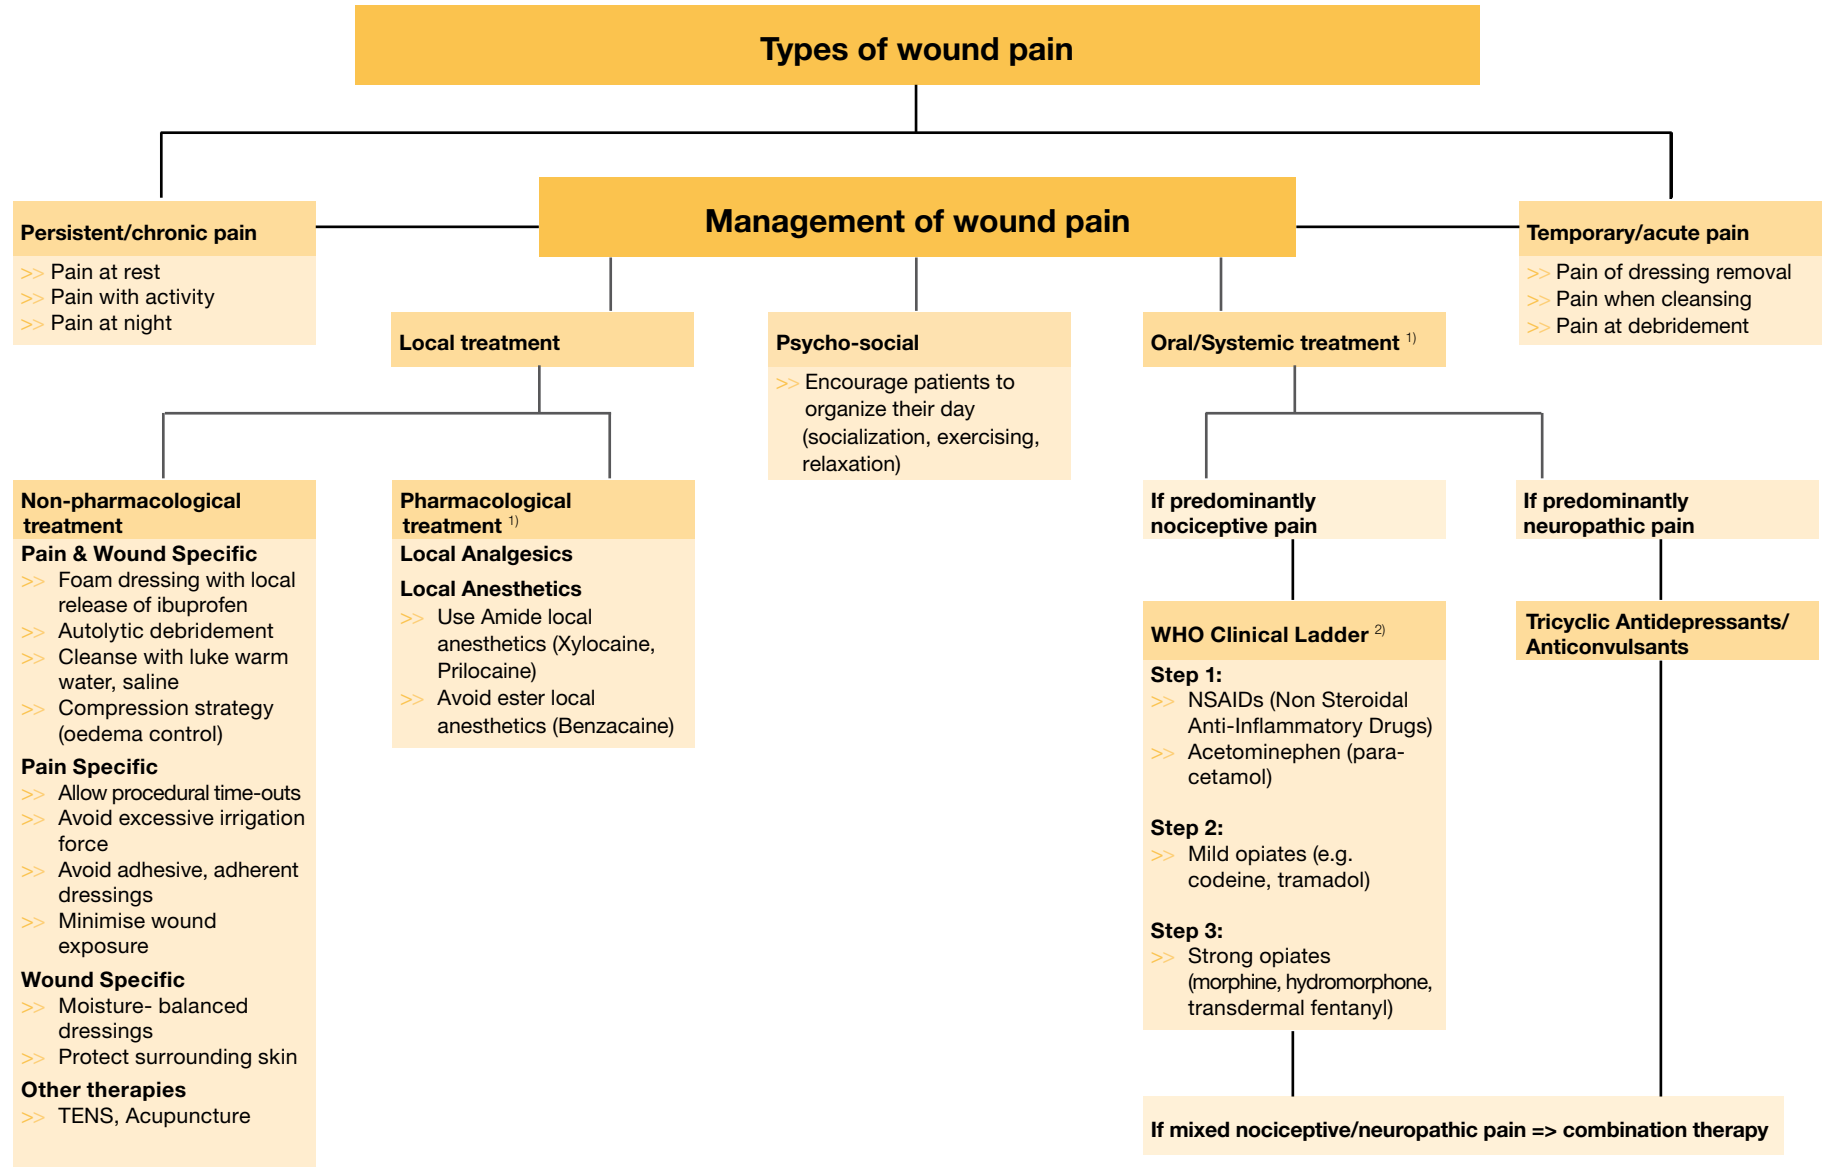 Types of wound pain
Management of wound pain
Persistent/chronic pain
>> Pain at rest
>> Pain with activity
>> Pain at night
Temporary/acute pain
>> Pain of dressing removal
>> Pain when cleansing
>> Pain at debridement
Local treatment
Psycho-social
>> Encourage patients to
organize their day
(socialization, exercising,
relaxation)
Oral/Systemic treatment 1)
Non-pharmacological
treatment
Pain & Wound Specific
>> Foam dressing with local
release of ibuprofen
>> Autolytic debridement
>> Cleanse with luke warm
water, saline
>> Compression strategy
(oedema control)
Pain Specific
>> Allow procedural time-outs
>> Avoid excessive irrigation
force
>> Avoid adhesive, adherent
dressings
>> Minimise wound
exposure
Wound Specific
>> Moisture- balanced
dressings
>> Protect surrounding skin
Other therapies
>> TENS, Acupuncture
Pharmacological
treatment 1)
Local Analgesics
Local Anesthetics
>> Use Amide local
anesthetics (Xylocaine,
Prilocaine)
>> Avoid ester local
anesthetics (Benzacaine)
If predominantly
nociceptive pain
WHO Clinical Ladder 2)
Step 1:
>> NSAIDs (Non Steroidal
Anti-Inflammatory Drugs)
>> Acetominephen (para-
cetamol)
Step 2:
>> Mild opiates (e.g.
codeine, tramadol)
Step 3:
>> Strong opiates
(morphine, hydromorphone,
transdermal fentanyl)
If predominantly
neuropathic pain
Tricyclic Antidepressants/
Anticonvulsants
If mixed nociceptive/neuropathic pain => combination therapy